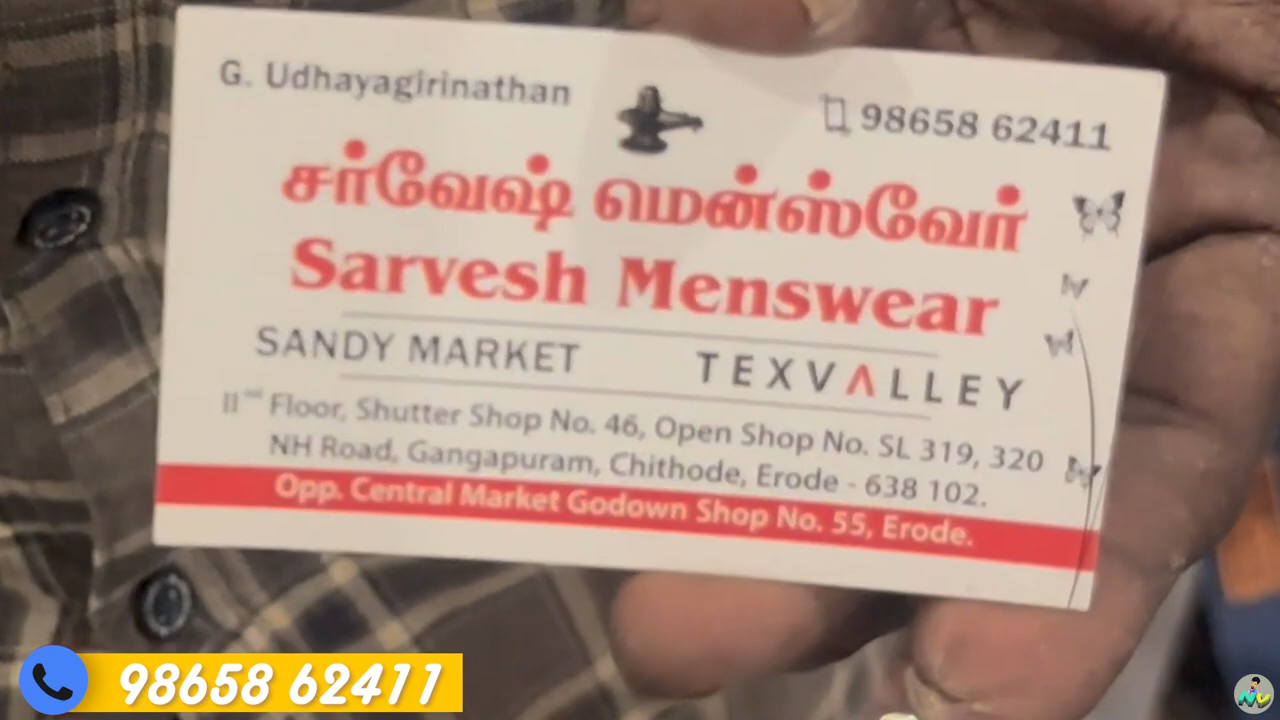 G. Udhayagirinathan
98658 62411
சர்வேஷ் மென்ஸ்வேர்
Sarvesh Menswear
SANDY MARKET TEXVALLEY
IInd Floor, Shutter Shop No. 46, Open Shop No. SL 319, 320
NH Road, Gangapuram, Chithode, Erode - 638 102.
Opp. Central Market Godown Shop No. 55, Erode.
98658 62411